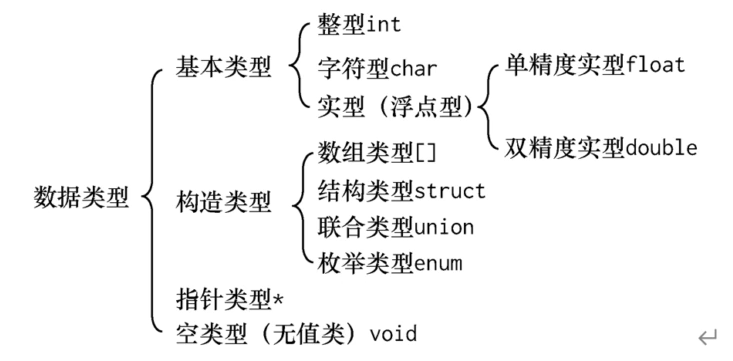 数据类型
基本类型
整型int
字符型char
实型（浮点型）
单精度实型float
双精度实型double
构造类型
数组类型[]
结构类型struct
联合类型union
枚举类型enum
指针类型*
空类型（无值类）void